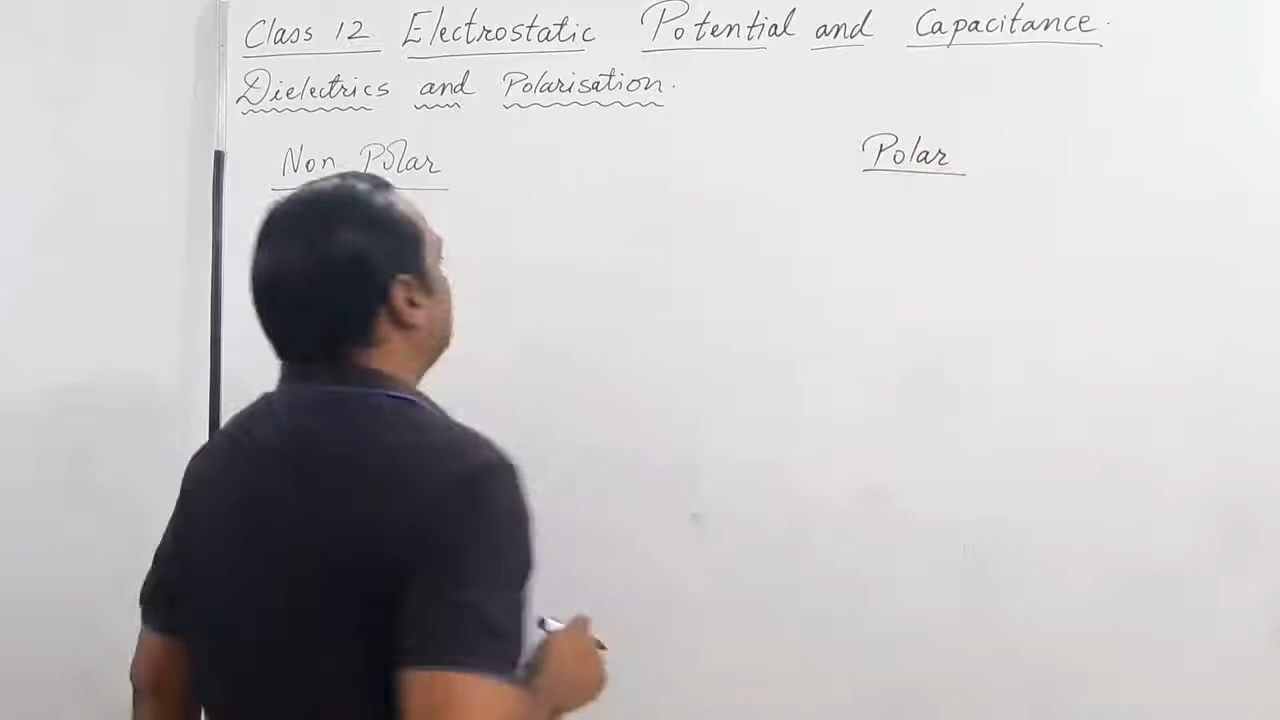 Class 12 Electrostatic Potential and Capacitance.
Dielectrics and Polarisation.
Non Polar Polar